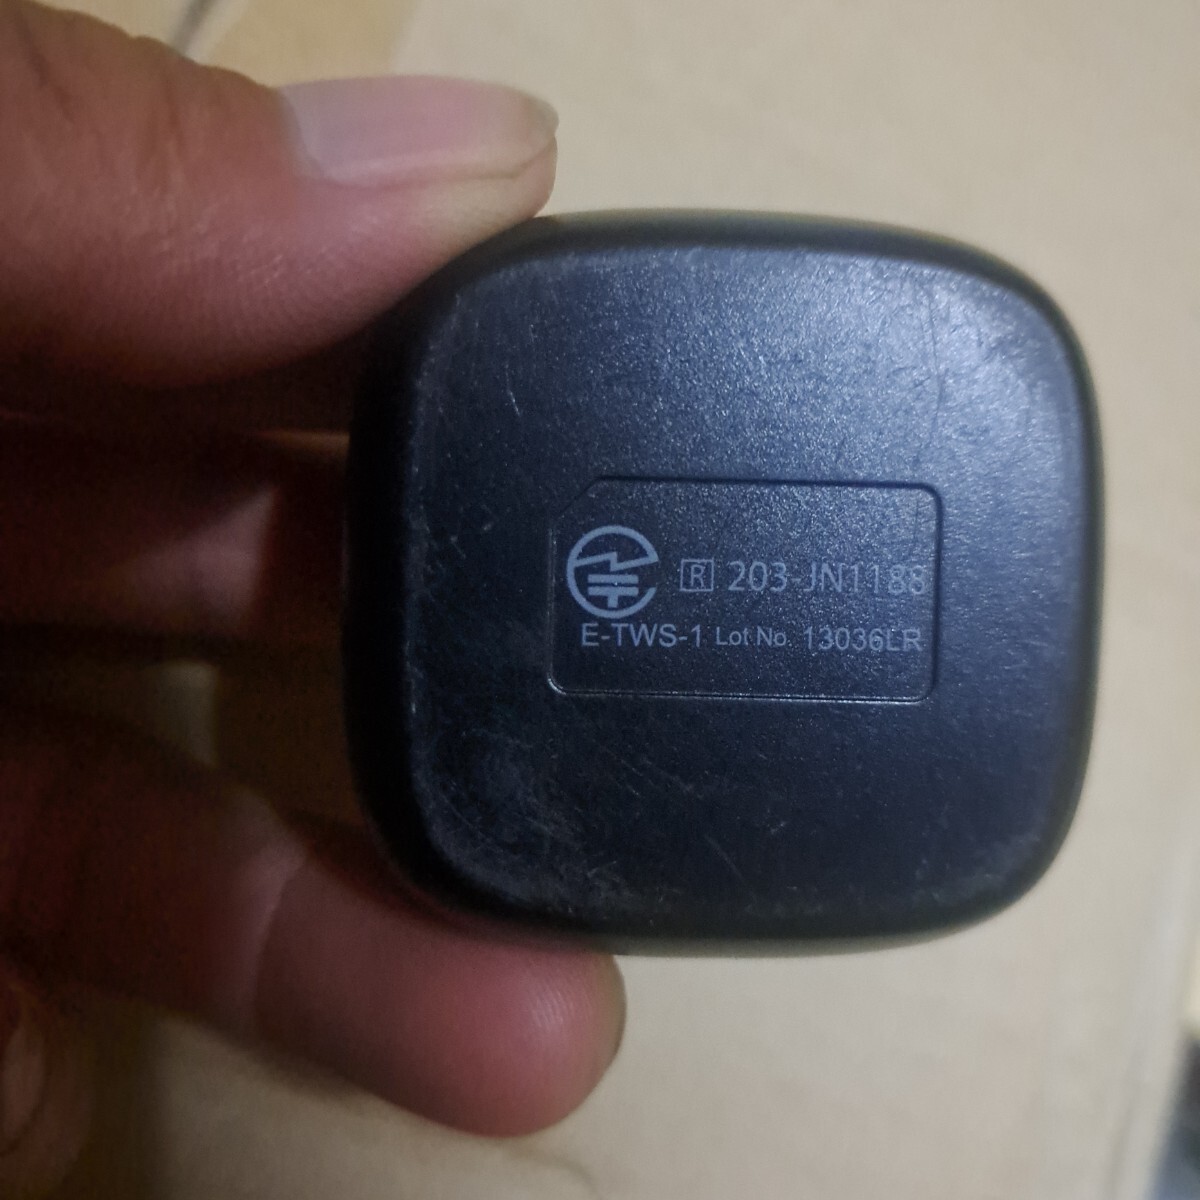 R 203-JN1188
E-TWS-1 Lot No. 13036LR